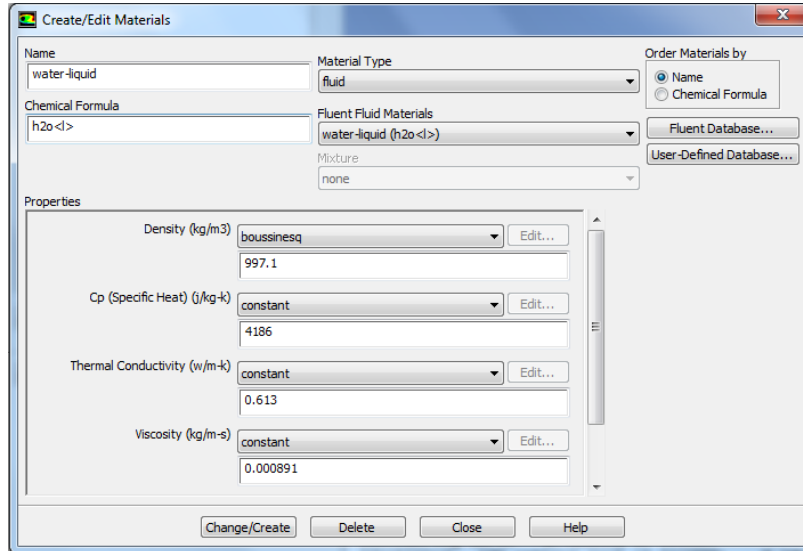 Create/Edit Materials
Name
water-liquid
Chemical Formula
h2o<l>
Material Type
fluid
Fluent Fluid Materials
water-liquid (h2o<l>)
Mixture
none
Order Materials by
Name
Chemical Formula
Fluent Database...
User-Defined Database...
Properties
Density (kg/m3) boussinesq Edit...
997.1
Cp (Specific Heat) (j/kg-k) constant Edit...
4186
Thermal Conductivity (w/m-k) constant Edit...
0.613
Viscosity (kg/m-s) constant Edit...
0.000891
Change/Create Delete Close Help